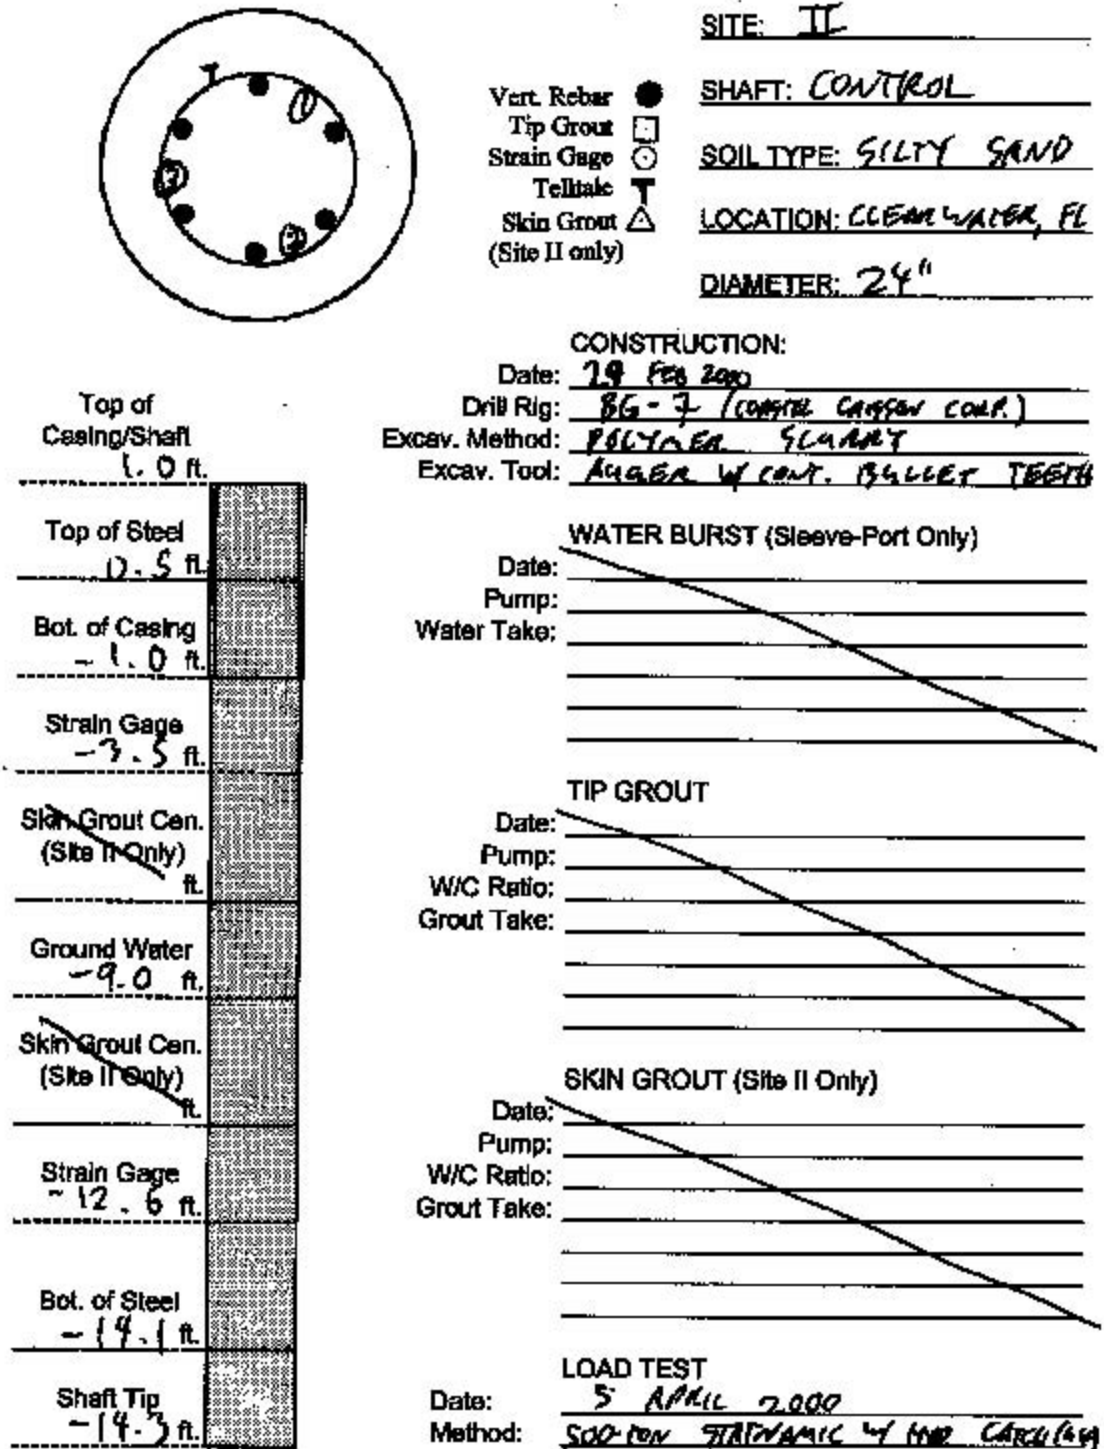 SITE: II
SHAFT: CONTROL
SOIL TYPE: SILTY SAND
LOCATION: CLEARWATER, FL
DIAMETER: 24"
Vert. Rebar
Tip Grout
Strain Gage
Telltale
Skin Grout
(Site II only)
CONSTRUCTION:
Date: FEB 2000
Drill Rig: BG-7 (COASTAL CAISSON CORP.)
Excav. Method: POLYMER SLURRY
Excav. Tool: AUGER W/ CONT. BULLET TEETH
Top of
Casing/Shaft
1.0 ft.
Top of Steel
0.5 ft.
Bot. of Casing
-1.0 ft.
Strain Gage
-3.5 ft.
Skin Grout Cen.
(Site II Only)
ft.
Ground Water
-9.0 ft.
Skin Grout Cen.
(Site II Only)
ft.
Strain Gage
-12.6 ft.
Bot. of Steel
-14.1 ft.
Shaft Tip
-14.3 ft.
WATER BURST (Sleeve-Port Only)
Date:
Pump:
Water Take:
TIP GROUT
Date:
Pump:
W/C Ratio:
Grout Take:
SKIN GROUT (Site II Only)
Date:
Pump:
W/C Ratio:
Grout Take:
LOAD TEST
Date: 5 APRIL 2000
Method: 500-TON STATNAMIC W/ HYD CATCH